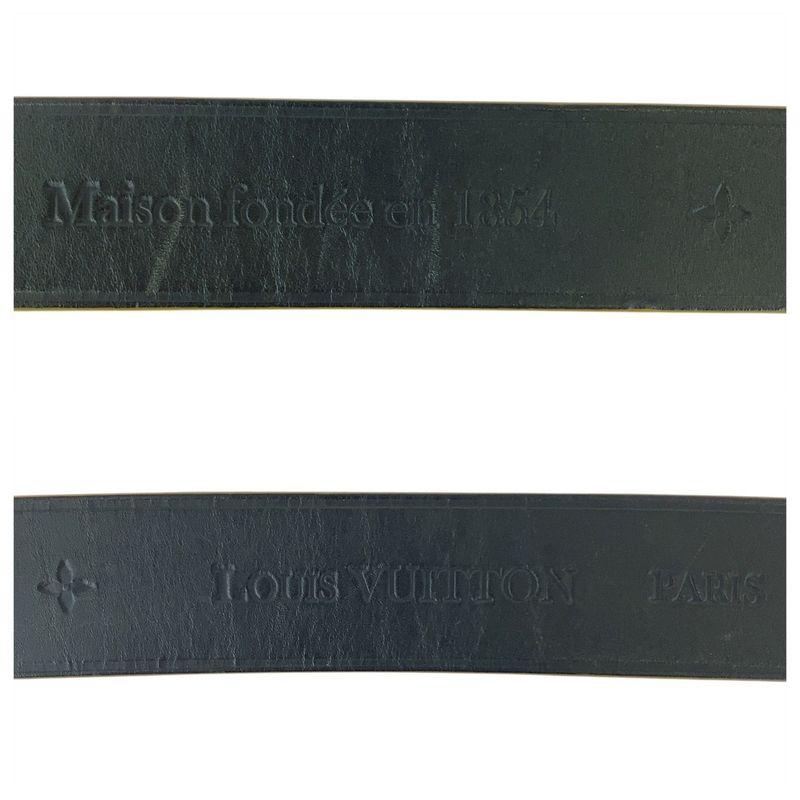 Maison fondée en 1854
LOUIS VUITTON PARIS